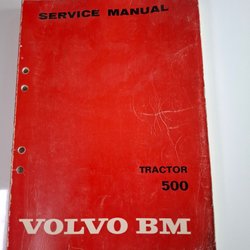 SERVICE MANUAL
TRACTOR
500
VOLVO BM